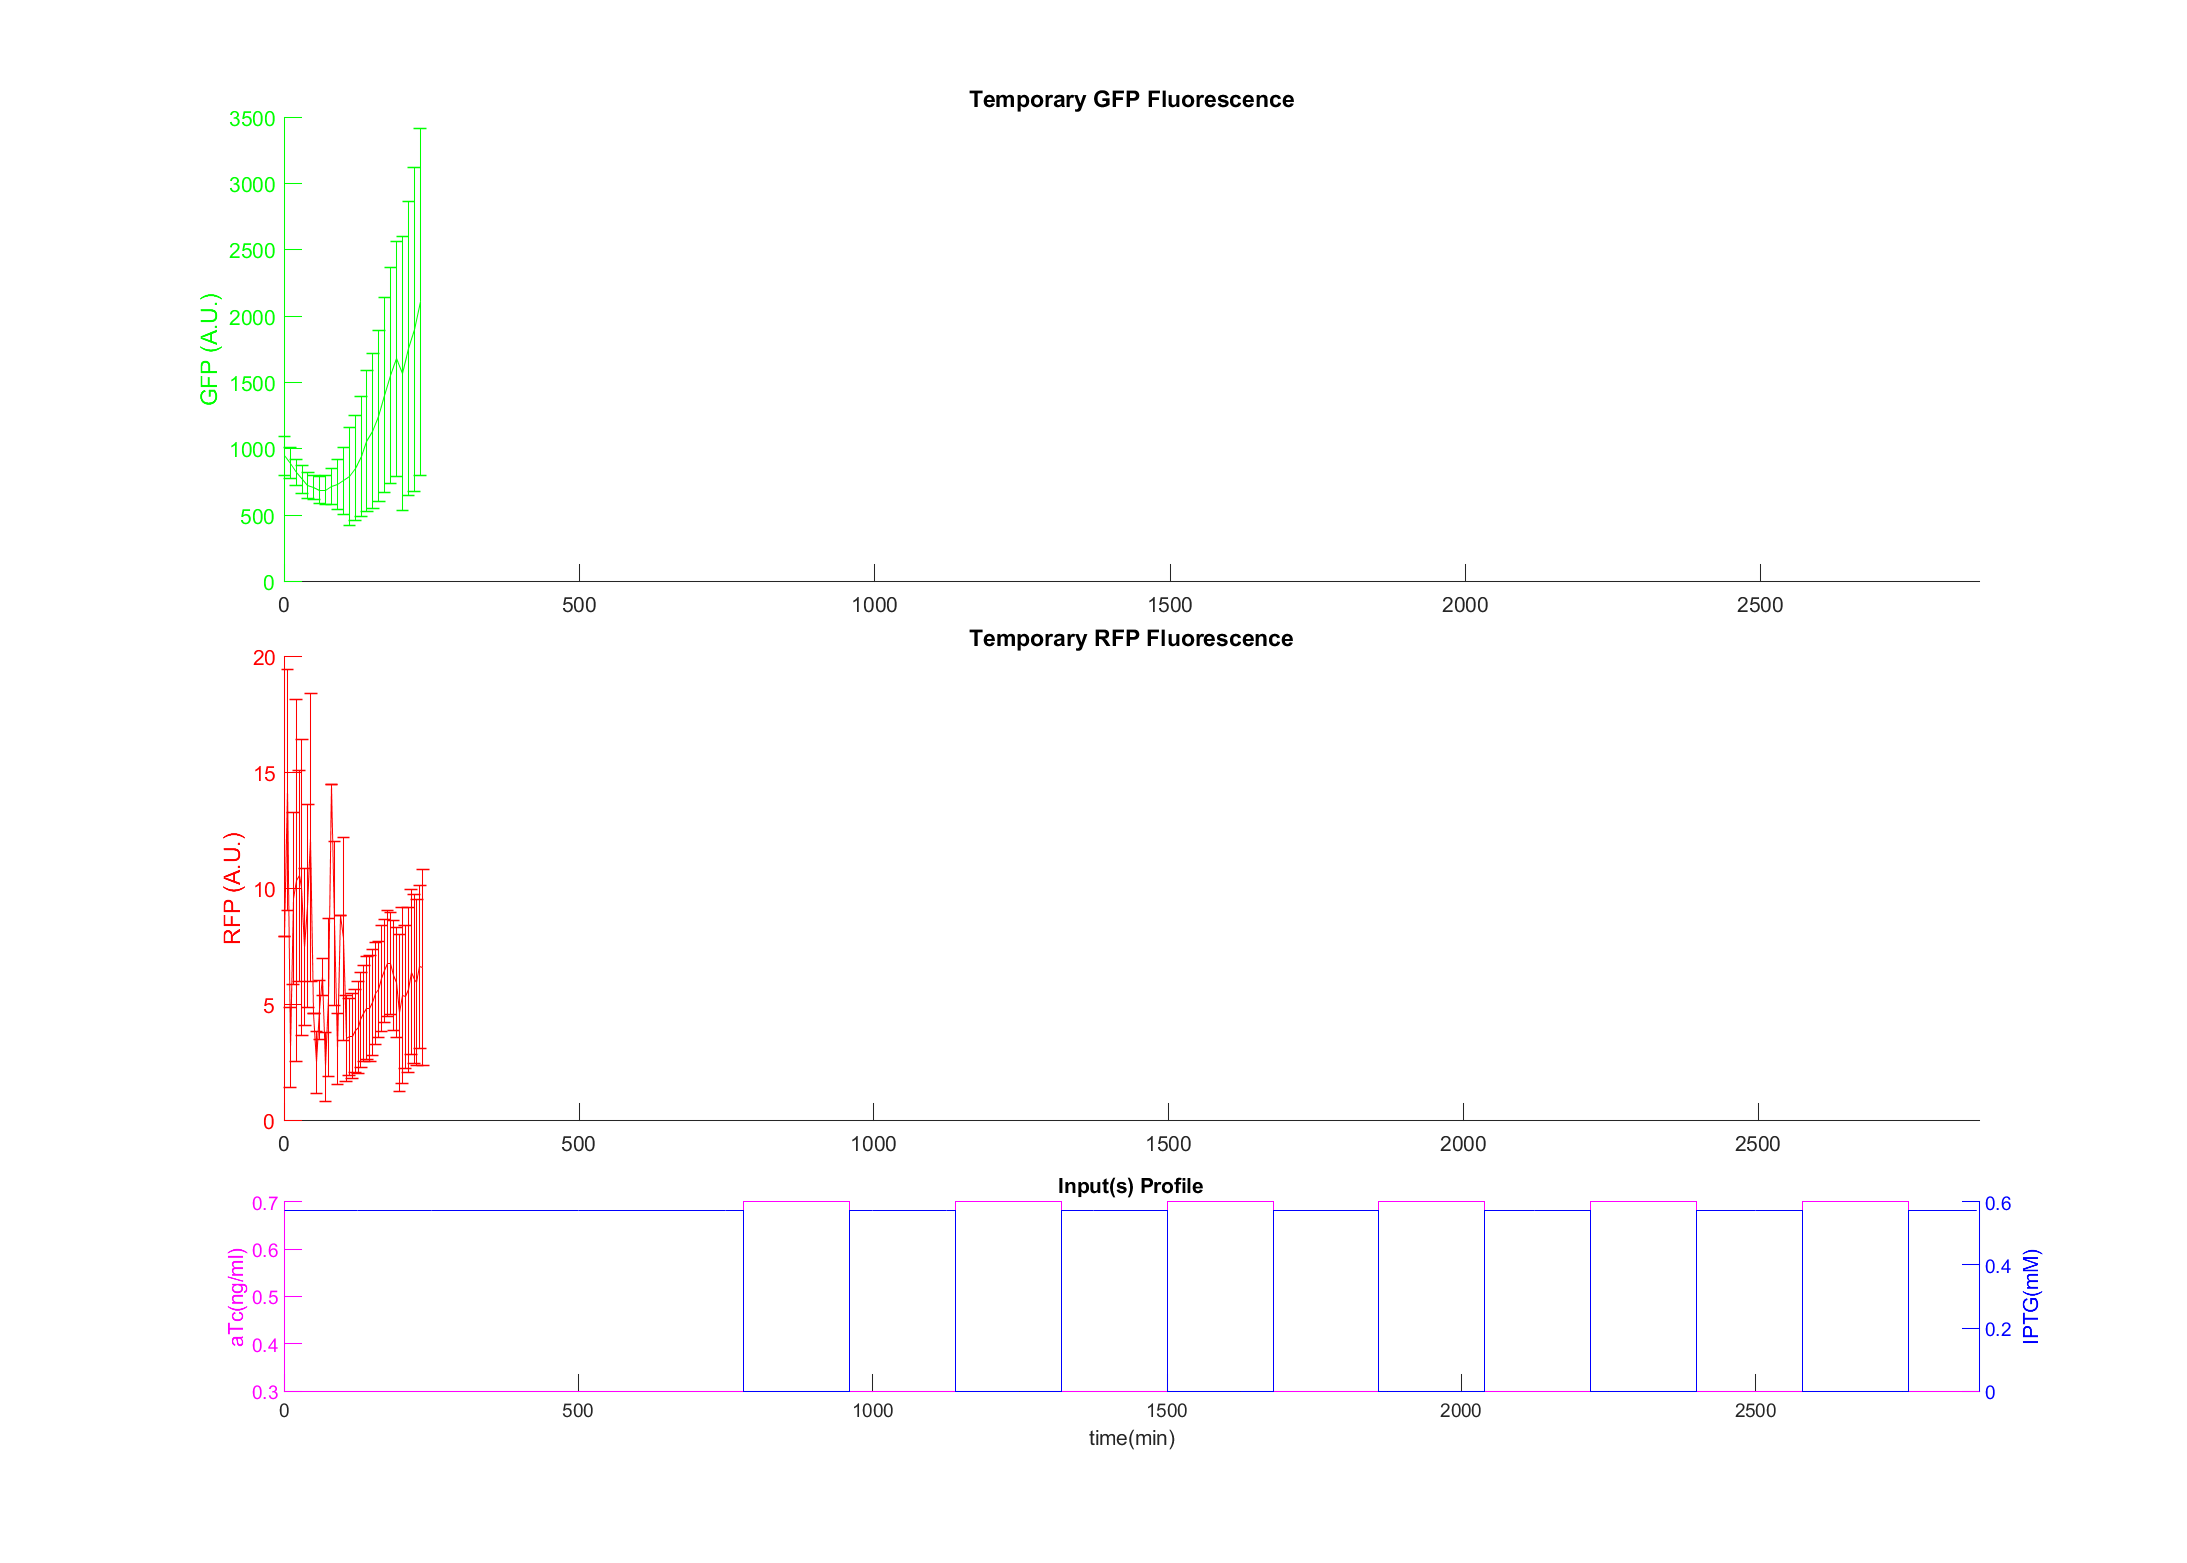 Temporary GFP Fluorescence
3500
3000
2500
2000
1500
1000
500
0
GFP (A.U.)
0 500 1000 1500 2000 2500
Temporary RFP Fluorescence
20
15
10
5
0
RFP (A.U.)
0 500 1000 1500 2000 2500
Input(s) Profile
0.7
0.6
0.5
0.4
0.3
aTc(ng/ml)
0.6
0.4
0.2
0
IPTG(mM)
0 500 1000 1500 2000 2500
time(min)